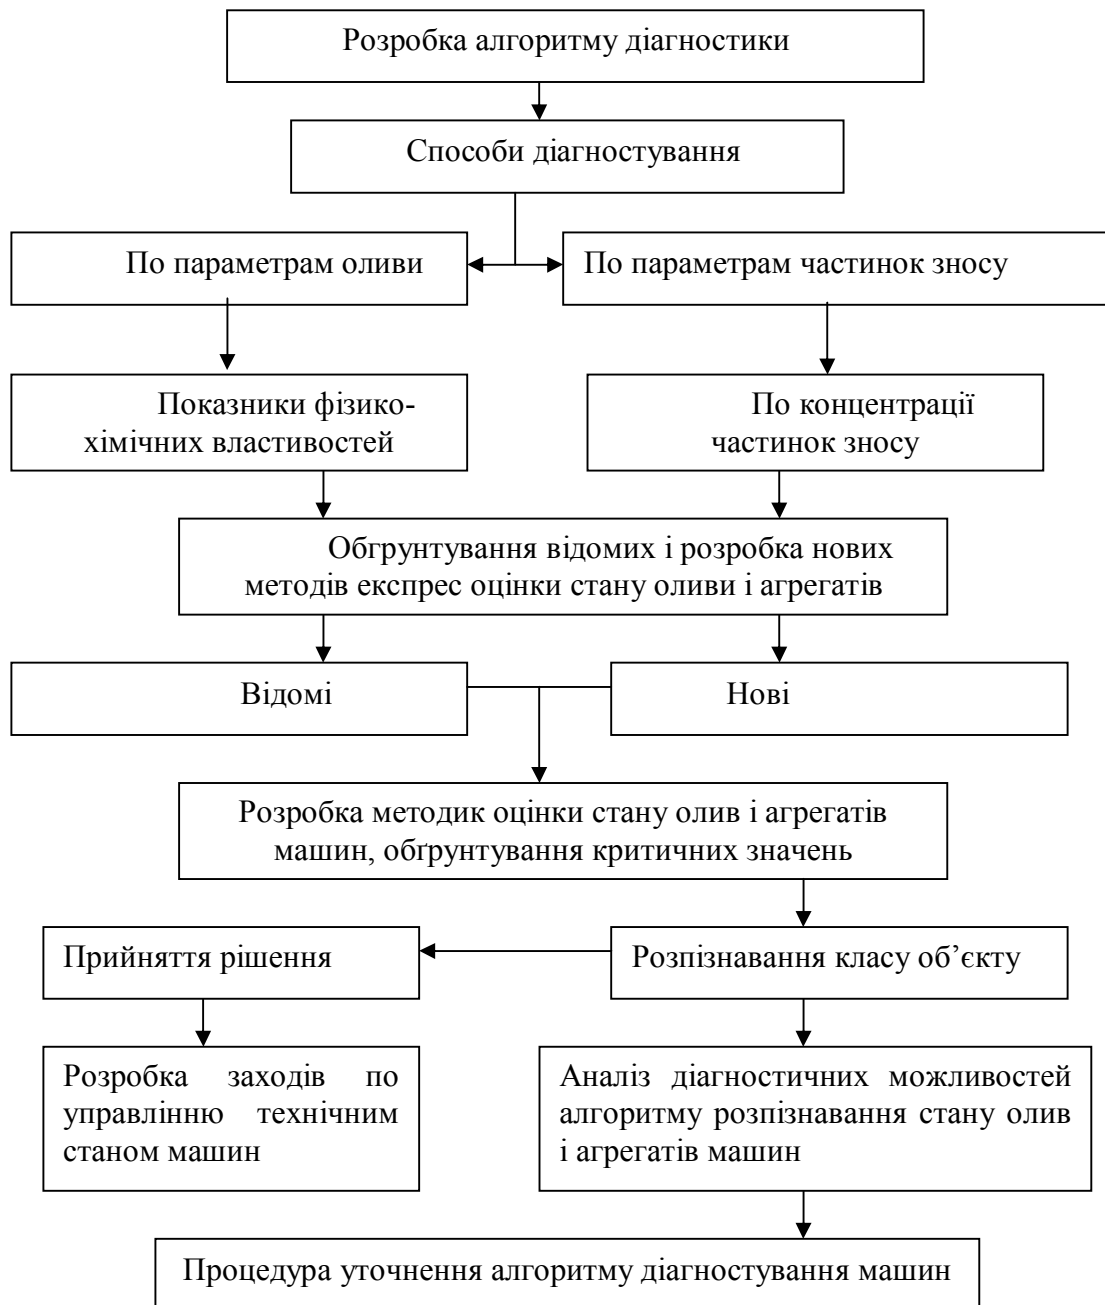 Розробка алгоритму діагностики
Способи діагностування
По параметрам оливи
По параметрам частинок зносу
Показники фізико-
хімічних властивостей
По концентрації
частинок зносу
Обгрунтування відомих і розробка нових
методів експрес оцінки стану оливи і агрегатів
Відомі
Нові
Розробка методик оцінки стану олив і агрегатів
машин, обґрунтування критичних значень
Прийняття рішення
Розпізнавання класу об’єкту
Розробка заходів по
управлінню технічним
станом машин
Аналіз діагностичних можливостей
алгоритму розпізнавання стану олив
і агрегатів машин
Процедура уточнення алгоритму діагностування машин